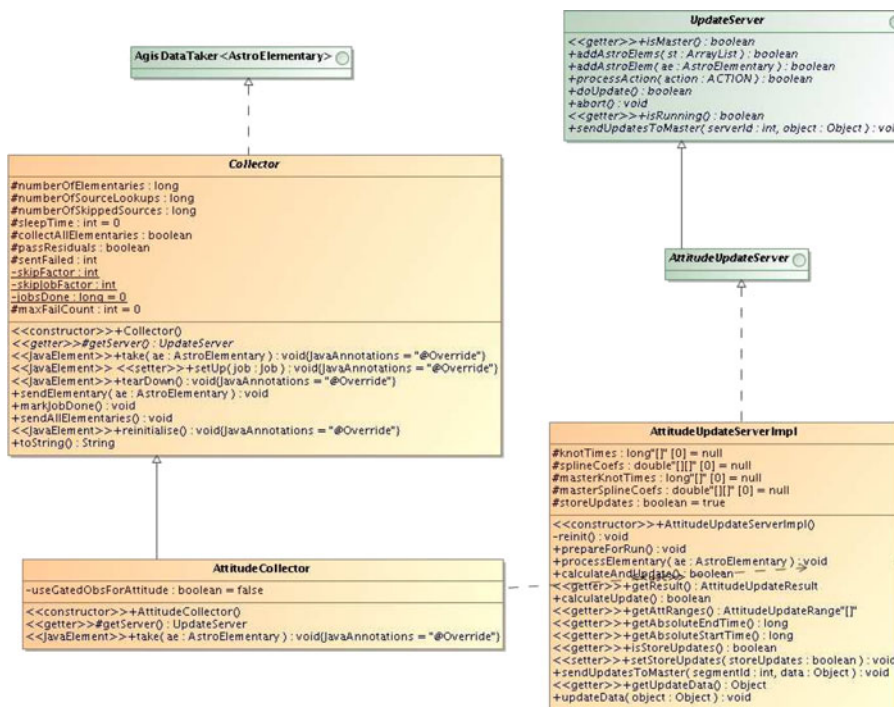 AgisDataTaker<AstroElementary>
UpdateServer
<<getter>>+isMaster() : boolean
+addAstroElems( st : ArrayList ) : boolean
+addAstroElem( ae : AstroElementary ) : boolean
+processAction( action : ACTION ) : boolean
+doUpdate() : boolean
+abort() : void
<<getter>>+isRunning() : boolean
+sendUpdatesToMaster( serverId : int, object : Object ) : void
Collector
#numberOfElementaries : long
#numberOfSourceLookups : long
#numberOfSkippedSources : long
#sleepTime : int = 0
#collectAllElementaries : boolean
#passResiduals : boolean
#sentFailed : int
-skipFactor : int
-skipJobFactor : int
-jobsDone : long = 0
#maxFailCount : int = 0
<<constructor>>+Collector()
<<getter>>#getServer() : UpdateServer
<<JavaElement>>+take( ae : AstroElementary ) : void(JavaAnnotations = "@Override")
<<JavaElement>> <<setter>>+setUp( job : Job ) : void(JavaAnnotations = "@Override")
<<JavaElement>>+tearDown() : void(JavaAnnotations = "@Override")
+sendElementary( ae : AstroElementary ) : void
+markJobDone() : void
+sendAllElementaries() : void
<<JavaElement>>+reinitialise() : void(JavaAnnotations = "@Override")
+toString() : String
AttitudeUpdateServer
AttitudeUpdateServerImpl
#knotTimes : long"[]" [0] = null
#splineCoefs : double"[][]" [0] = null
#masterKnotTimes : long"[]" [0] = null
#masterSplineCoefs : double"[][]" [0] = null
#storeUpdates : boolean = true
<<constructor>>+AttitudeUpdateServerImpl()
-reinit() : void
+prepareForRun() : void
+processElementary( ae : AstroElementary ) : void
+calculateAndUpdate() : boolean
<<getter>>+getResult() : AttitudeUpdateResult
+calculateUpdate() : boolean
<<getter>>+getAttRanges() : AttitudeUpdateRange"[]"
<<getter>>+getAbsoluteEndTime() : long
<<getter>>+getAbsoluteStartTime() : long
<<getter>>+isStoreUpdates() : boolean
<<setter>>+setStoreUpdates( storeUpdates : boolean ) : void
+sendUpdatesToMaster( segmentId : int, data : Object ) : void
<<getter>>+getUpdateData() : Object
+updateData( object : Object ) : void
AttitudeCollector
-useGatedObsForAttitude : boolean = false
<<constructor>>+AttitudeCollector()
<<getter>>#getServer() : UpdateServer
<<JavaElement>>+take( ae : AstroElementary ) : void(JavaAnnotations = "@Override")